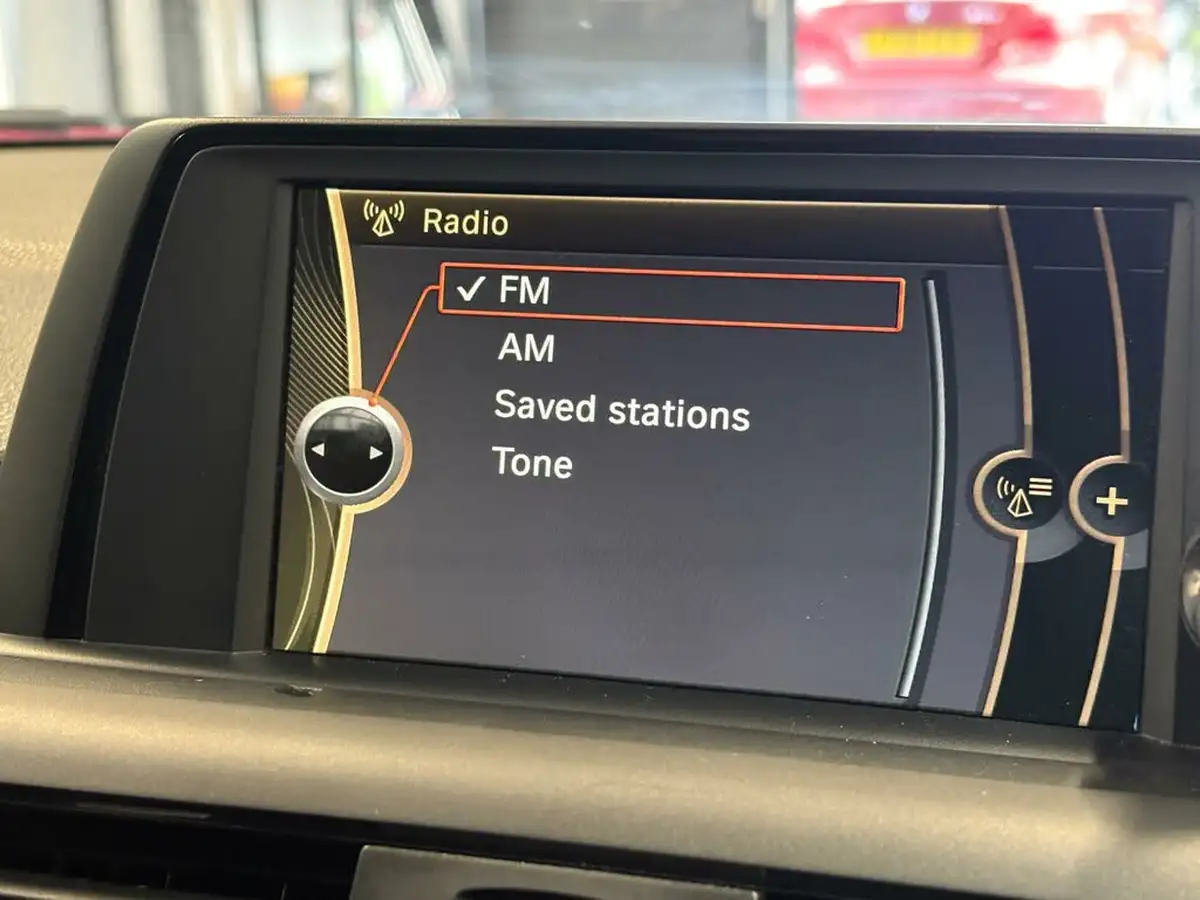 Radio
✓ FM
AM
Saved stations
Tone